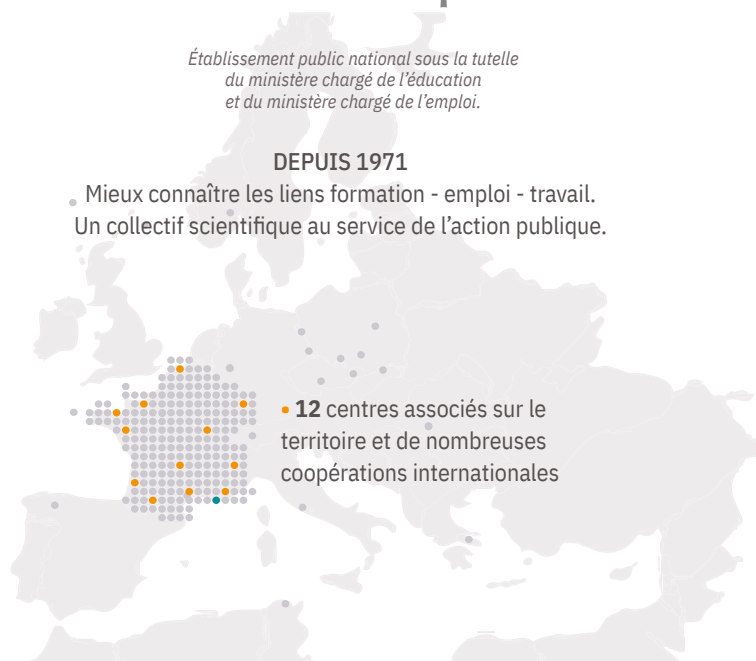 Établissement public national sous la tutelle
du ministère chargé de l'éducation
et du ministère chargé de l'emploi.
DEPUIS 1971
Mieux connaître les liens formation - emploi - travail.
Un collectif scientifique au service de l'action publique.
• 12 centres associés sur le
territoire et de nombreuses
coopérations internationales